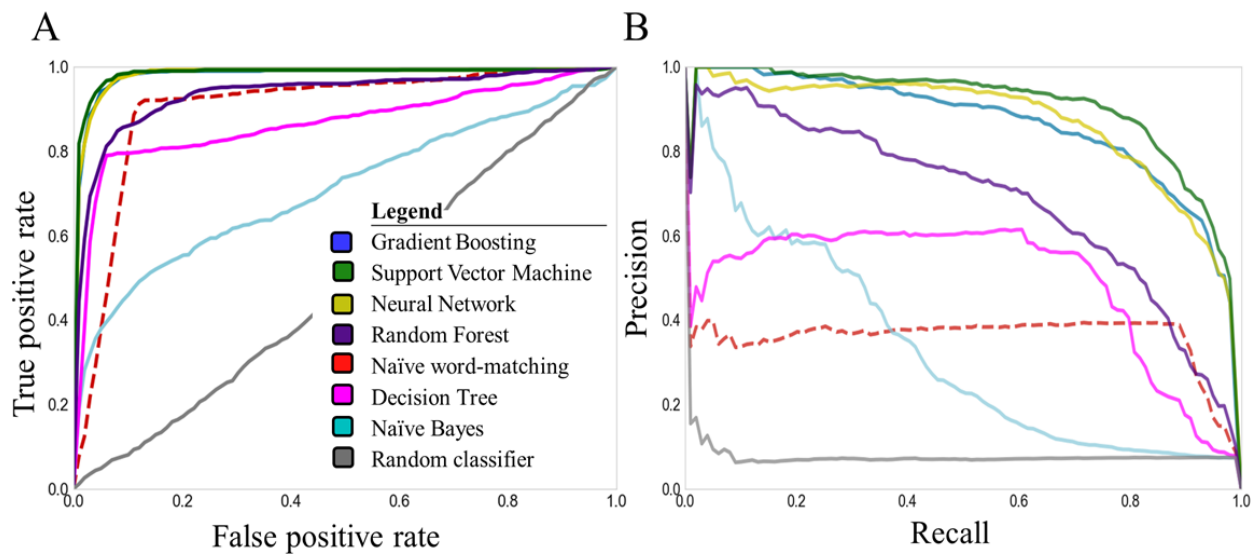 A
B
True positive rate
1.0
0.8
0.6
0.4
0.2
0.0
0.0
0.2
0.4
0.6
0.8
1.0
False positive rate
Legend
Gradient Boosting
Support Vector Machine
Neural Network
Random Forest
Naïve word-matching
Decision Tree
Naïve Bayes
Random classifier
Precision
1.0
0.8
0.6
0.4
0.2
0.0
0.0
0.2
0.4
0.6
0.8
1.0
Recall